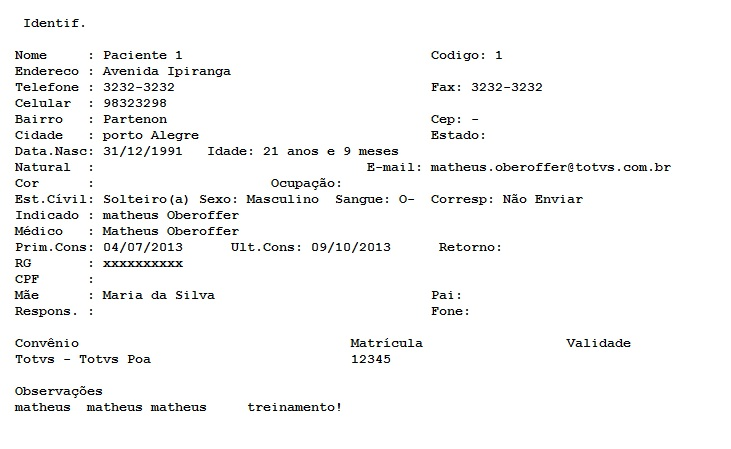 Identif.
Nome     : Paciente 1                               Codigo: 1
Endereco : Avenida Ipiranga
Telefone : 3232-3232                                Fax: 3232-3232
Celular  : 98323298
Bairro   : Partenon                                 Cep: -
Cidade   : porto Alegre                             Estado:
Data.Nasc: 31/12/1991   Idade: 21 anos e 9 meses
Natural  :                                  E-mail: matheus.oberoffer@totvs.com.br
Cor      :                      Ocupação:
Est.Cívil: Solteiro(a) Sexo: Masculino  Sangue: O-  Corresp: Não Enviar
Indicado : matheus Oberoffer
Médico   : Matheus Oberoffer
Prim.Cons: 04/07/2013      Ult.Cons: 09/10/2013      Retorno:
RG       : xxxxxxxxxx
CPF      :
Mãe      : Maria da Silva                           Pai:
Respons. :                                          Fone:
Convênio                                  Matrícula                  Validade
Totvs - Totvs Poa                         12345
Observações
matheus  matheus matheus     treinamento!